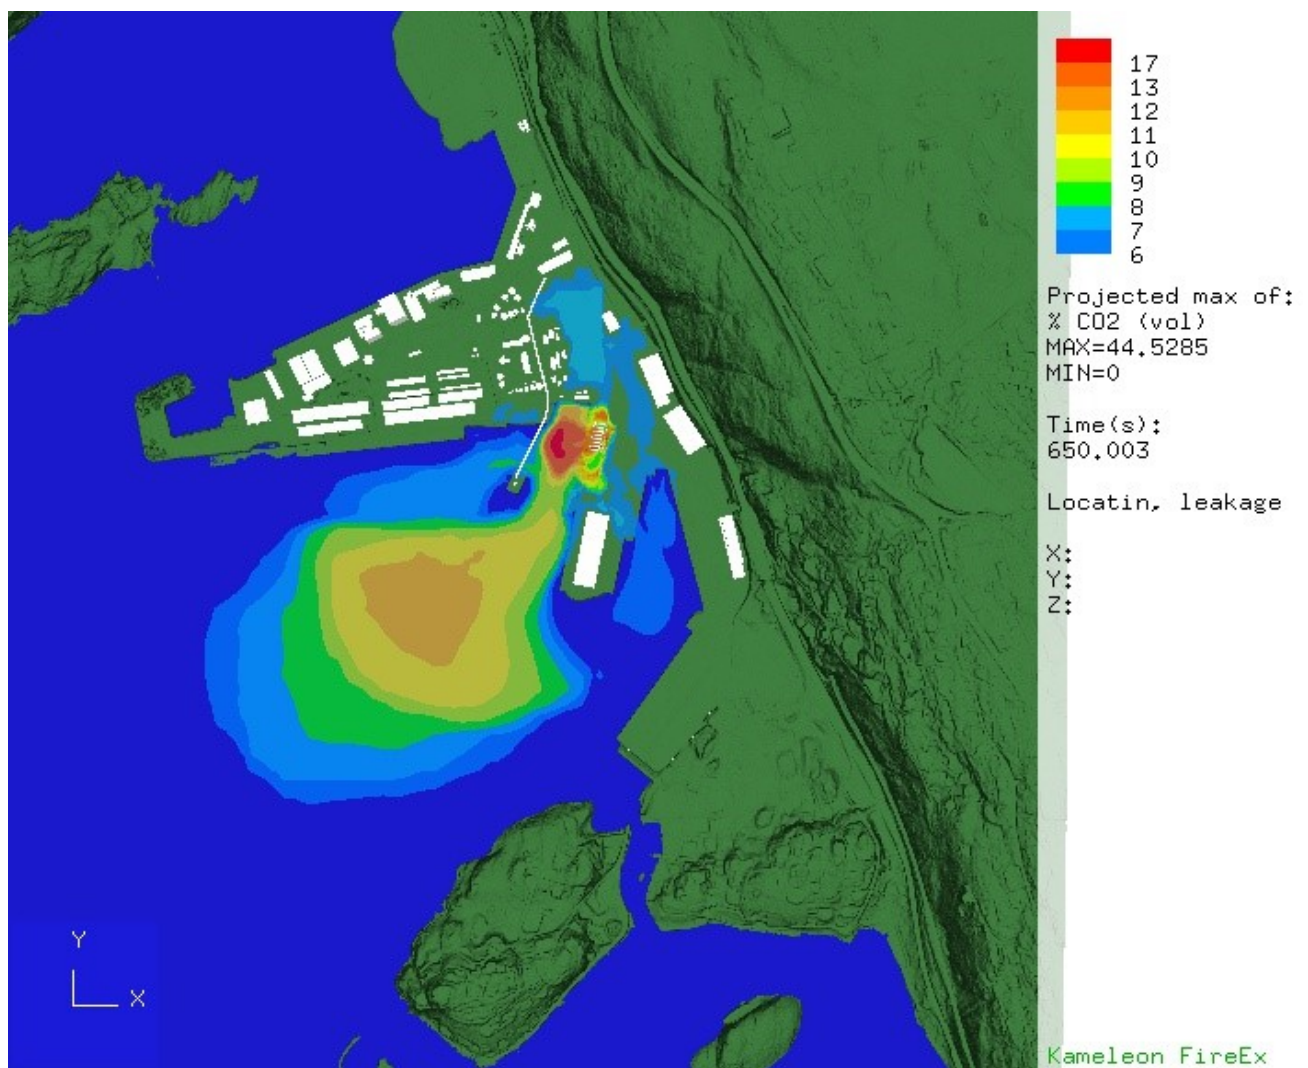 17
13
12
11
10
9
8
7
6
Projected max of:
% CO2 (vol)
MAX=44.5285
MIN=0
Time(s):
650.003
Locatin, leakage
X:
Y:
Z:
Y
X
Kameleon FireEx